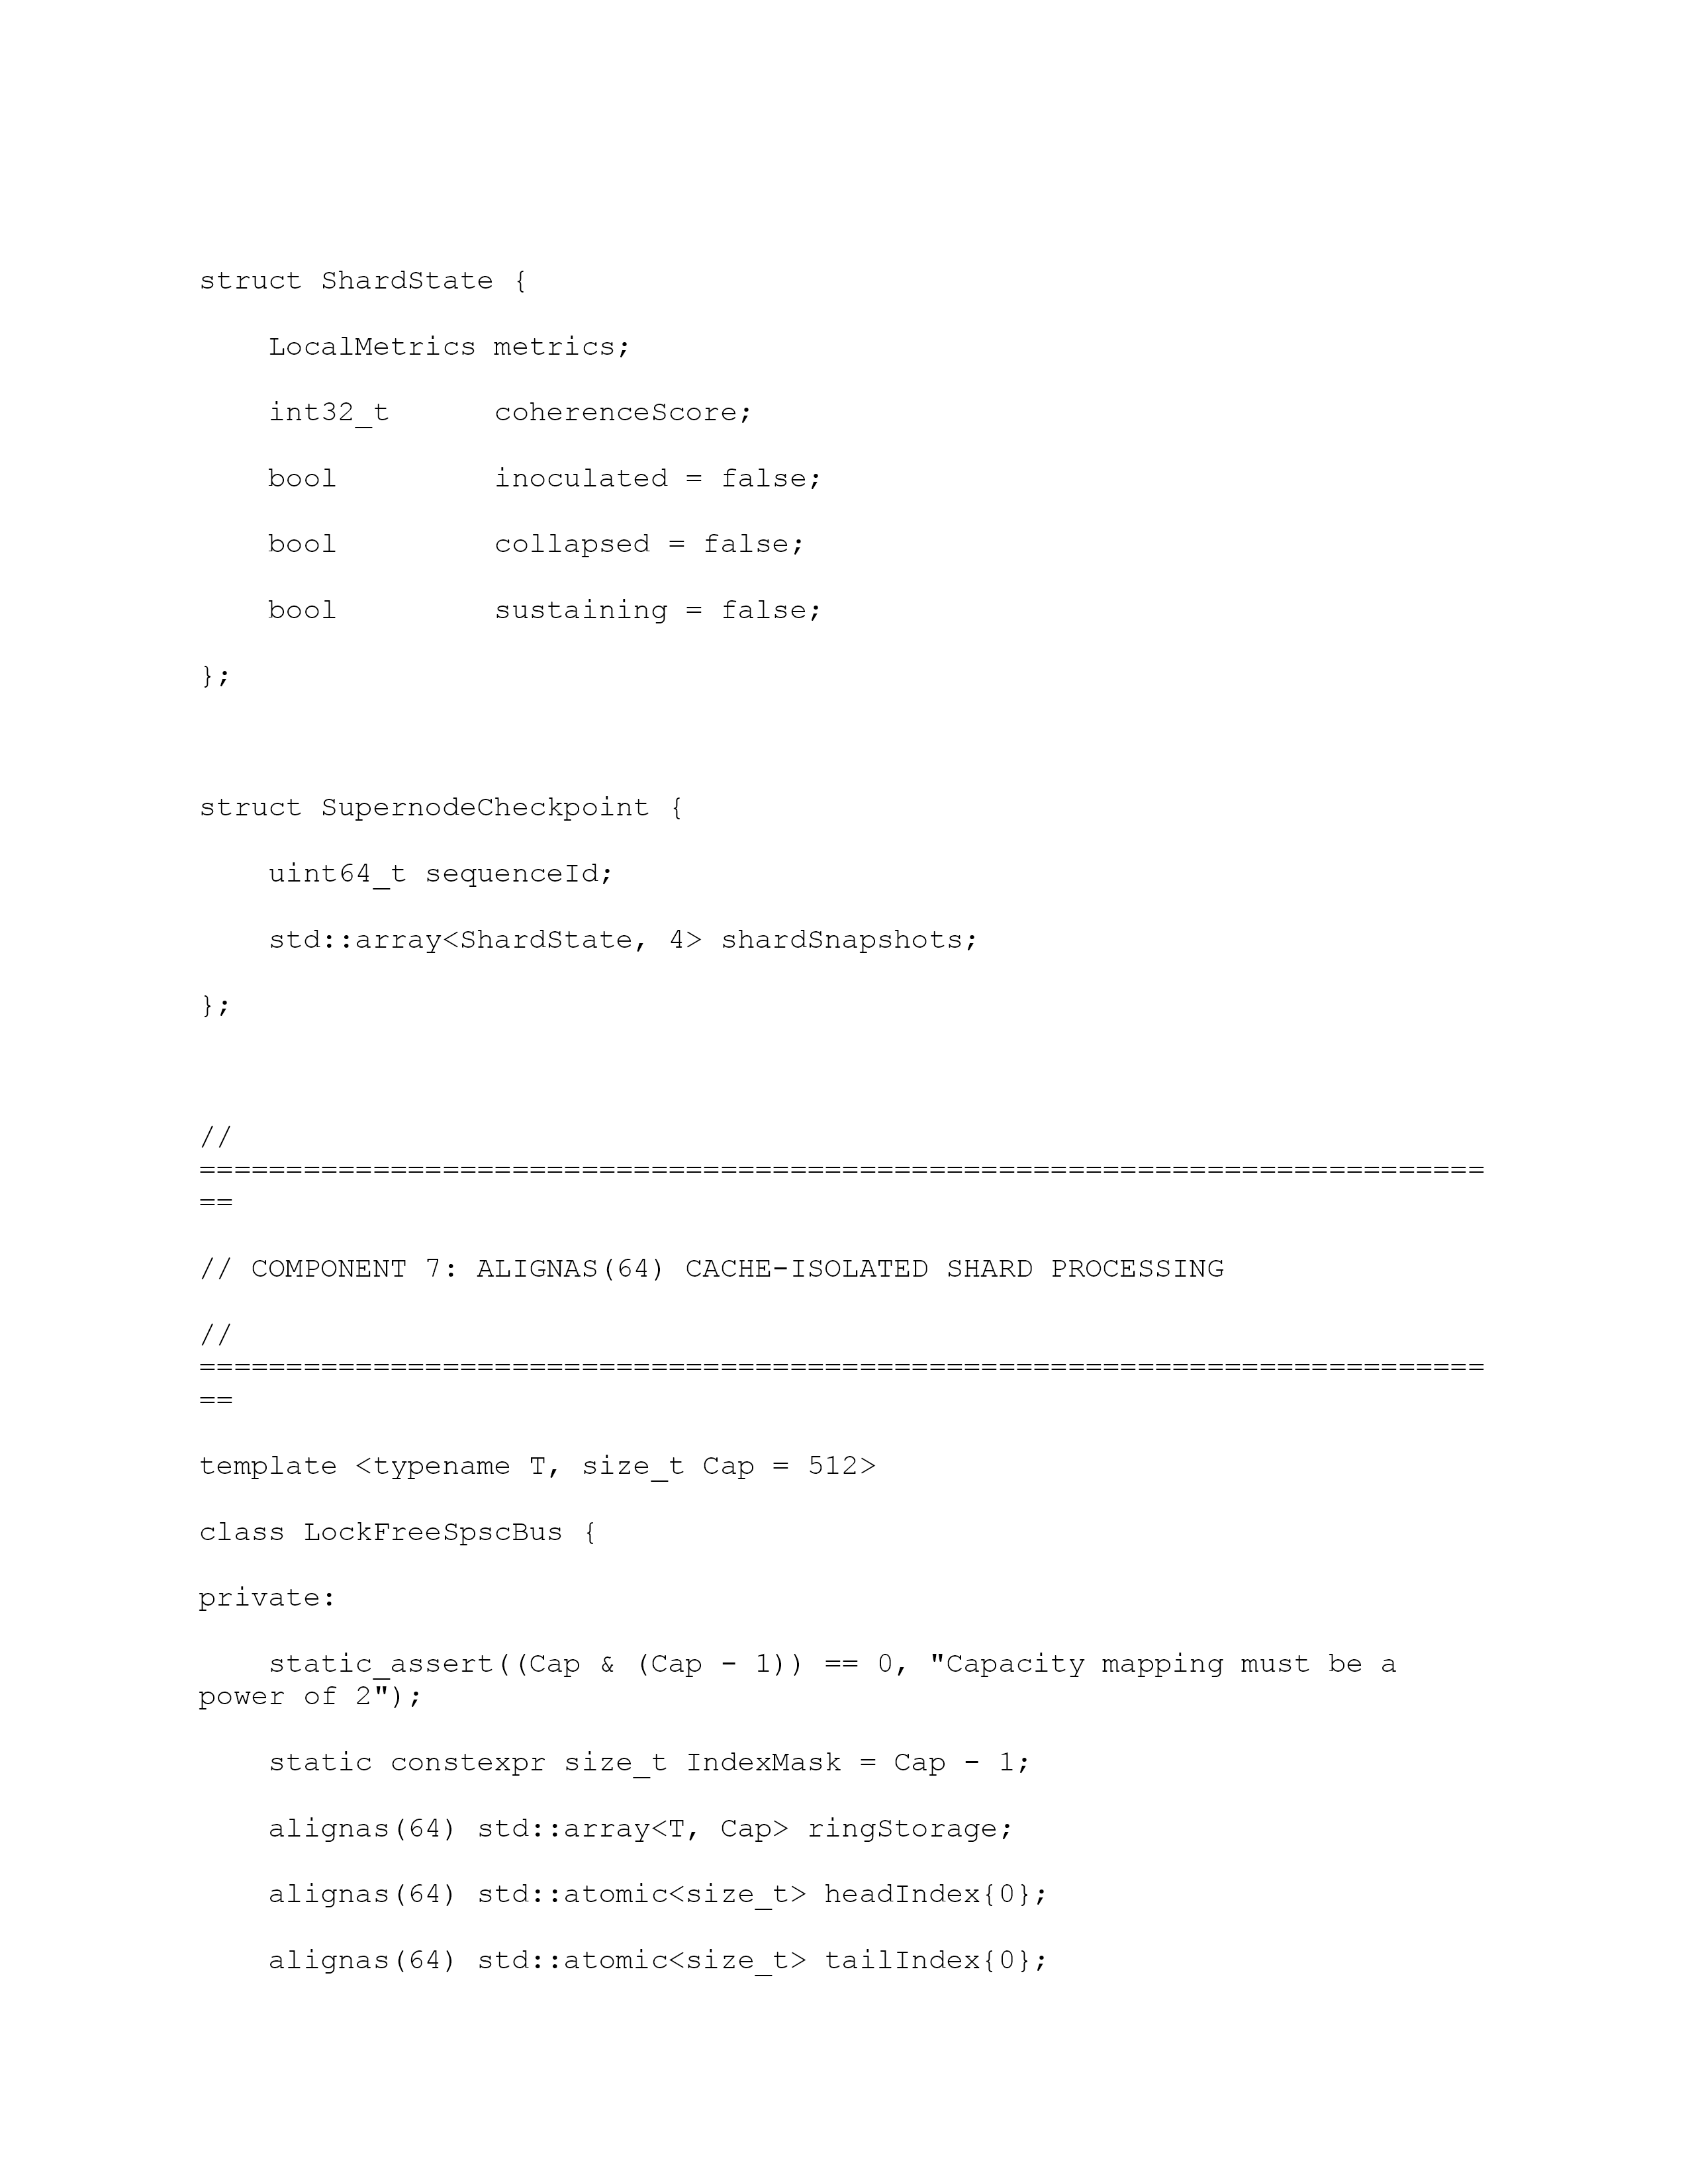 struct ShardState {
    LocalMetrics metrics;
    int32_t      coherenceScore;
    bool         inoculated = false;
    bool         collapsed = false;
    bool         sustaining = false;
};
struct SupernodeCheckpoint {
    uint64_t sequenceId;
    std::array<ShardState, 4> shardSnapshots;
};
//
==========================================================================
==
// COMPONENT 7: ALIGNAS(64) CACHE-ISOLATED SHARD PROCESSING
//
==========================================================================
==
template <typename T, size_t Cap = 512>
class LockFreeSpscBus {
private:
    static_assert((Cap & (Cap - 1)) == 0, "Capacity mapping must be a
power of 2");
    static constexpr size_t IndexMask = Cap - 1;
    alignas(64) std::array<T, Cap> ringStorage;
    alignas(64) std::atomic<size_t> headIndex{0};
    alignas(64) std::atomic<size_t> tailIndex{0};